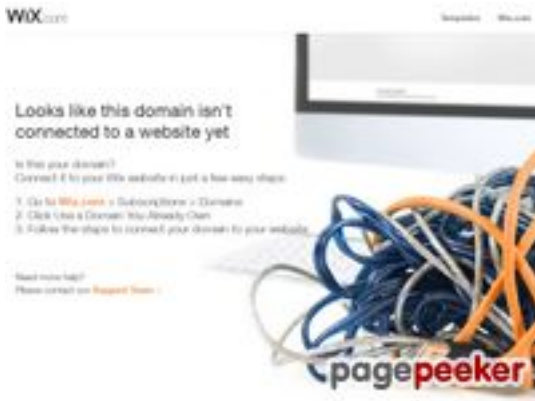 WiX.com
Templates Wix.com
Looks like this domain isn't
connected to a website yet
Is this your domain?
Connect it to your Wix website in just a few easy steps:
1. Go to Wix.com > Subscriptions > Domains
2. Click Use a Domain You Already Own
3. Follow the steps to connect your domain to your website
Need more help?
Please contact our Support Team >
pagepeeker